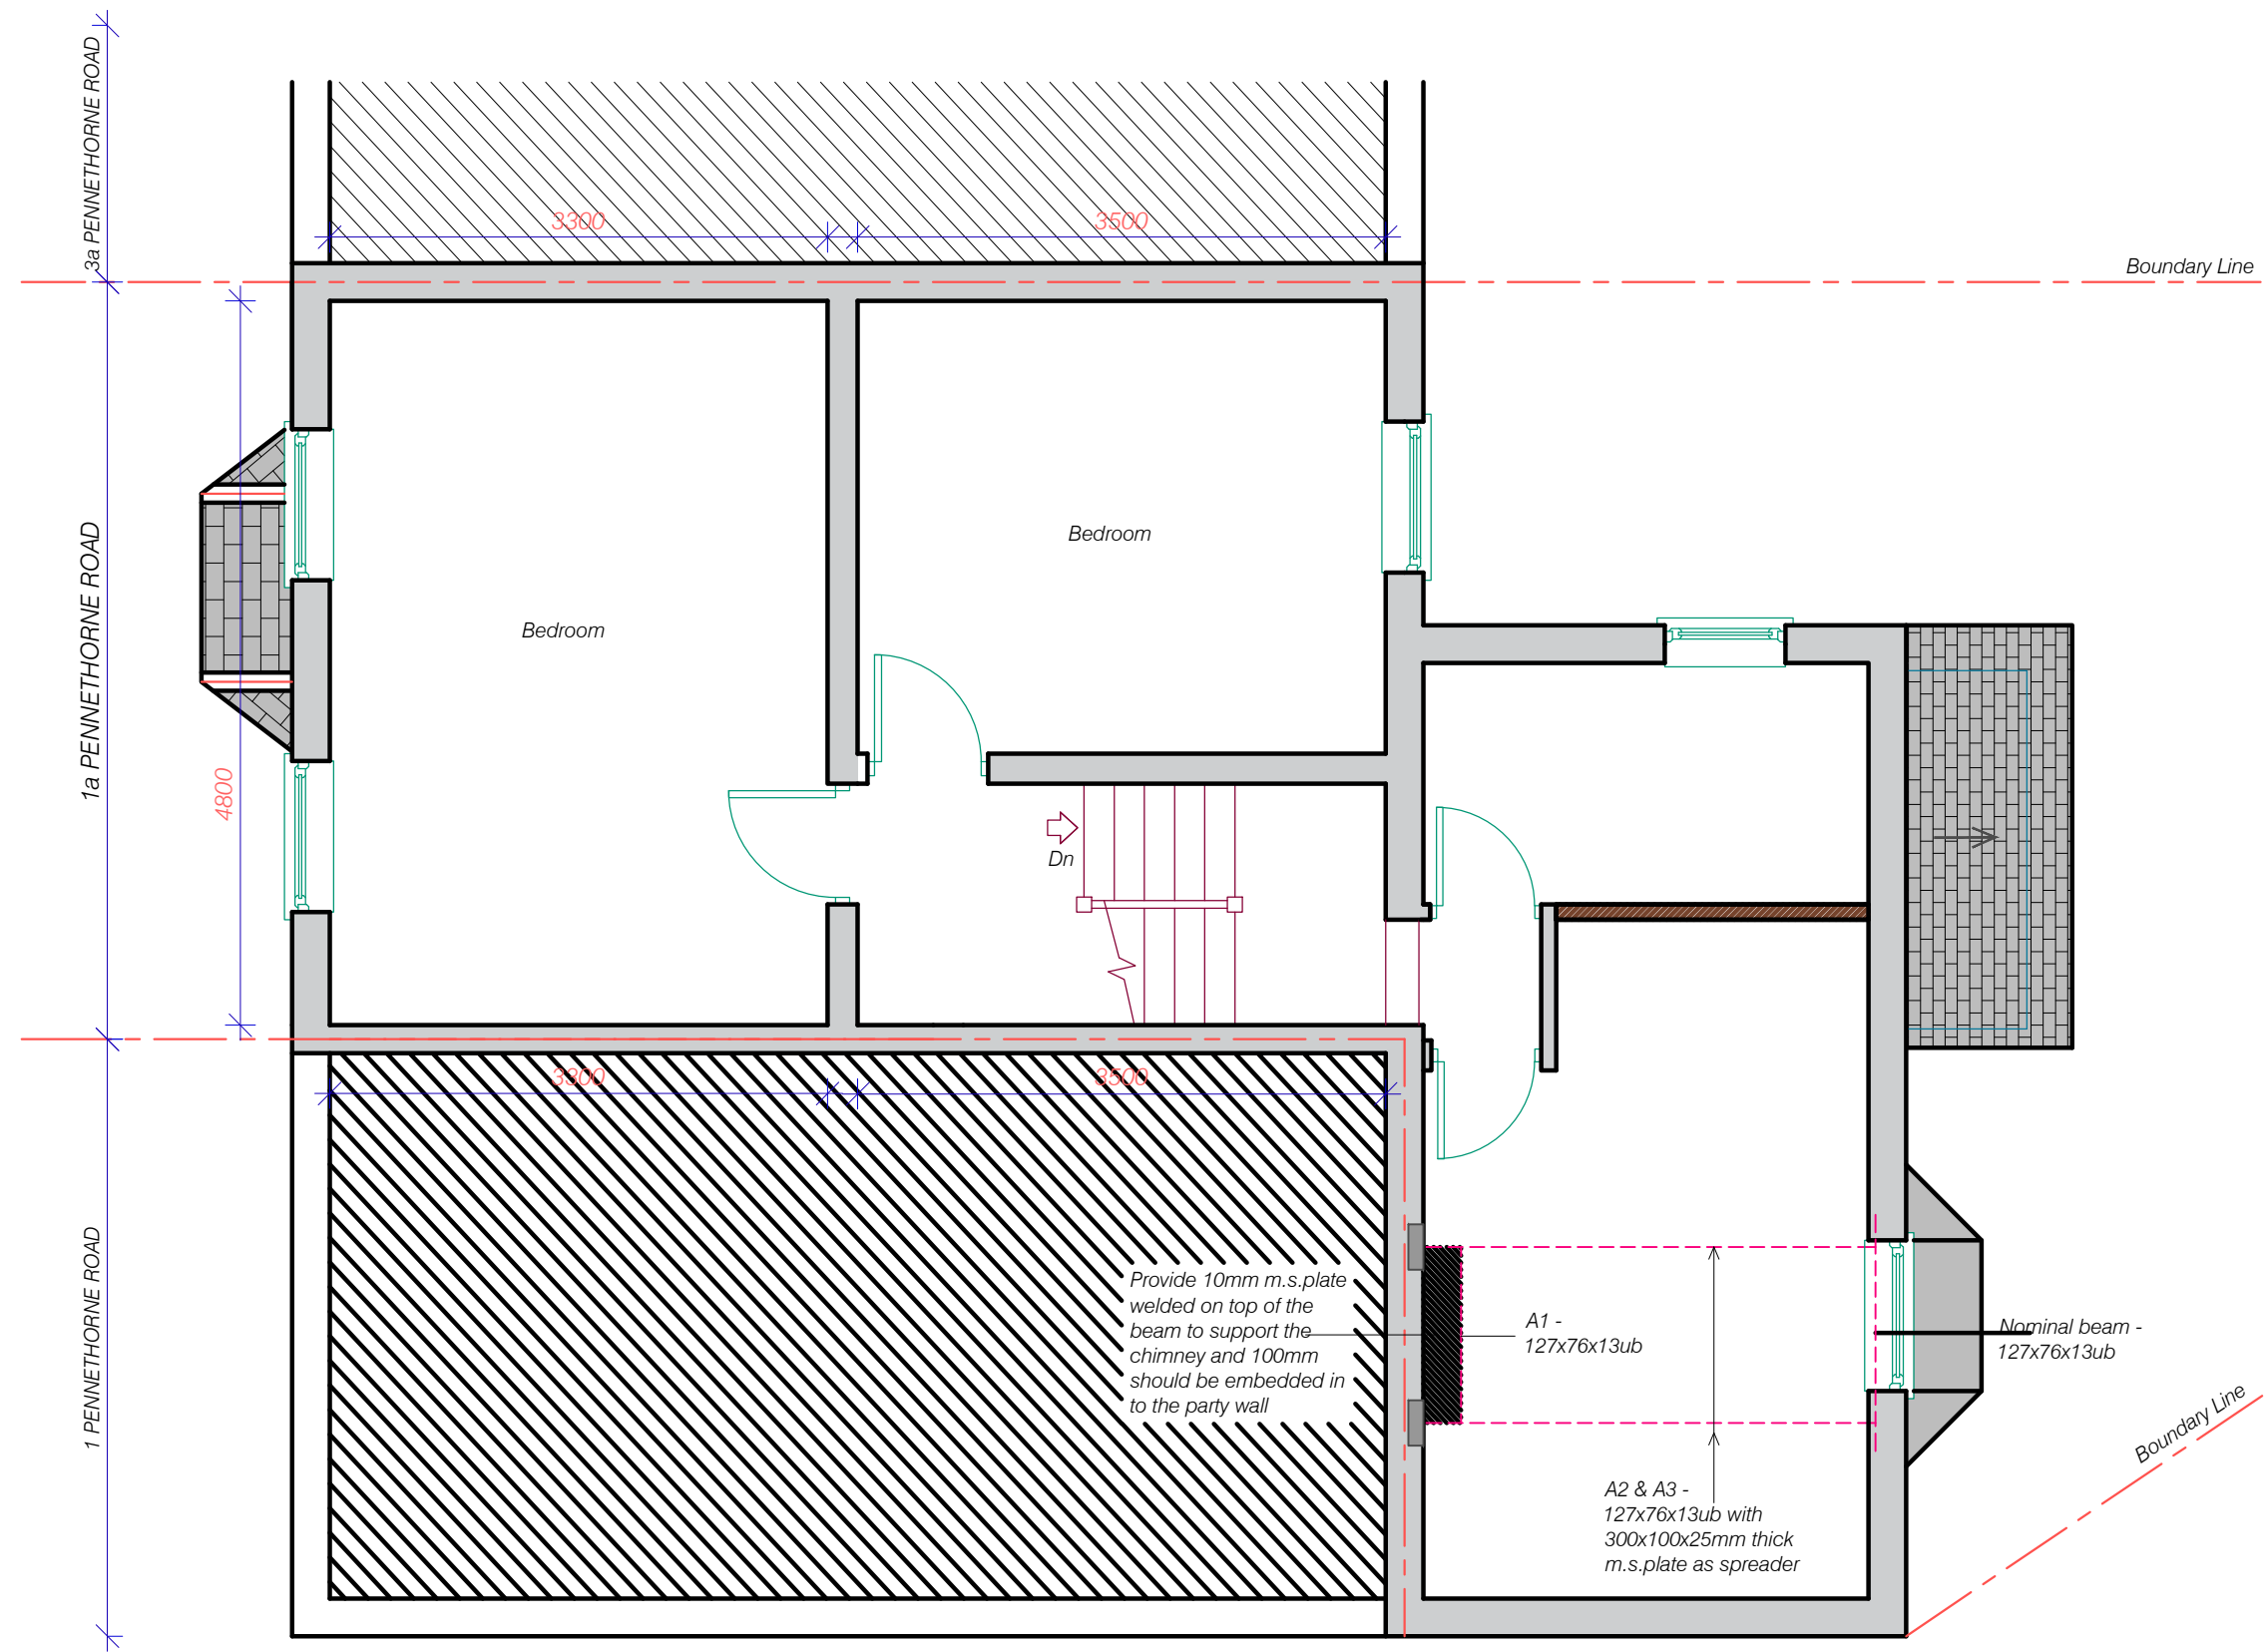 3a PENNETHORNE ROAD
3300
3500
Boundary Line
Bedroom
Bedroom
1a PENNETHORNE ROAD
4800
Dn
3300
3500
1 PENNETHORNE ROAD
Provide 10mm m.s.plate
welded on top of the
beam to support the
chimney and 100mm
should be embedded in
to the party wall
A1 -
127x76x13ub
Nominal beam -
127x76x13ub
Boundary Line
A2 & A3 -
127x76x13ub with
300x100x25mm thick
m.s.plate as spreader